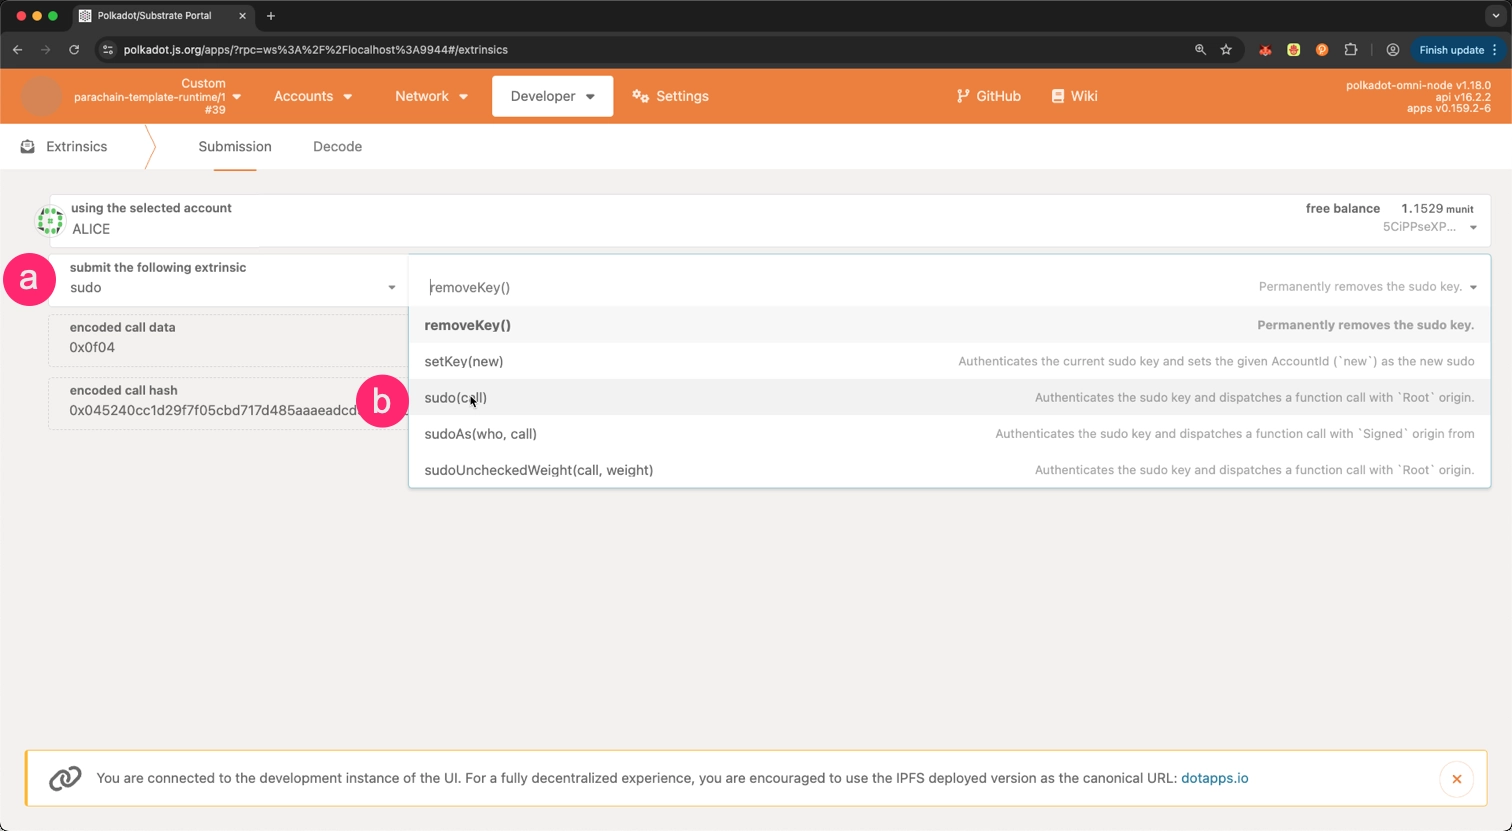 Polkadot/Substrate Portal
polkadot.js.org/apps/?rpc=ws%3A%2F%2Flocalhost%3A9944#/extrinsics
Finish update
Custom
parachain-template-runtime/1
#39
Accounts
Network
Developer
Settings
GitHub
Wiki
polkadot-omni-node v1.18.0
api v16.2.2
apps v0.159.2-6
Extrinsics
Submission
Decode
using the selected account
ALICE
free balance 1.1529 munit
5CiPPseXP...
a
submit the following extrinsic
sudo
removeKey()
Permanently removes the sudo key.
encoded call data
0x0f04
encoded call hash
0x045240cc1d29f7f05cbd717d485aaaeadcd
b
removeKey() Permanently removes the sudo key.
setKey(new) Authenticates the current sudo key and sets the given AccountId (`new`) as the new sudo
sudo(call) Authenticates the sudo key and dispatches a function call with `Root` origin.
sudoAs(who, call) Authenticates the sudo key and dispatches a function call with `Signed` origin from
sudoUncheckedWeight(call, weight) Authenticates the sudo key and dispatches a function call with `Root` origin.
You are connected to the development instance of the UI. For a fully decentralized experience, you are encouraged to use the IPFS deployed version as the canonical URL: dotapps.io